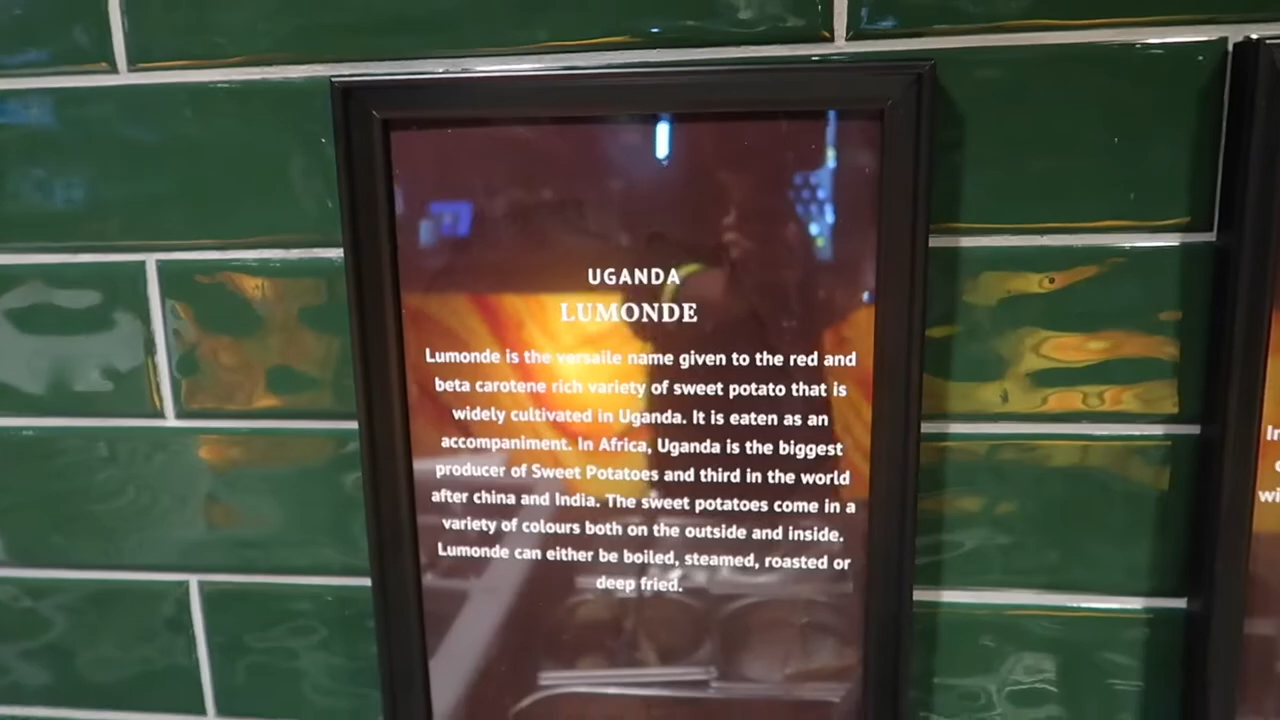 UGANDA
LUMONDE
Lumonde is the versaile name given to the red and
beta carotene rich variety of sweet potato that is
widely cultivated in Uganda. It is eaten as an
accompaniment. In Africa, Uganda is the biggest
producer of Sweet Potatoes and third in the world
after china and India. The sweet potatoes come in a
variety of colours both on the outside and inside.
Lumonde can either be boiled, steamed, roasted or
deep fried.